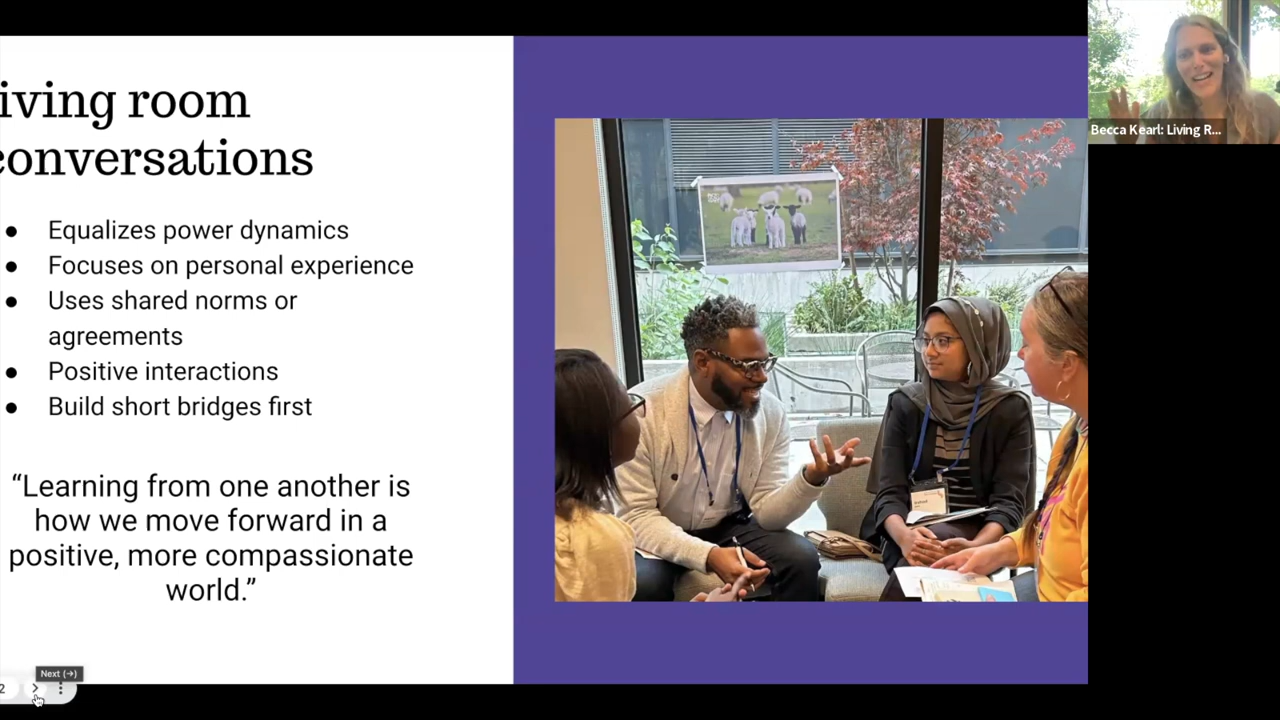 iving room
conversations
● Equalizes power dynamics
● Focuses on personal experience
● Uses shared norms or
agreements
● Positive interactions
● Build short bridges first
“Learning from one another is
how we move forward in a
positive, more compassionate
world.”
Becca Kearl: Living R...
Next (→)
2